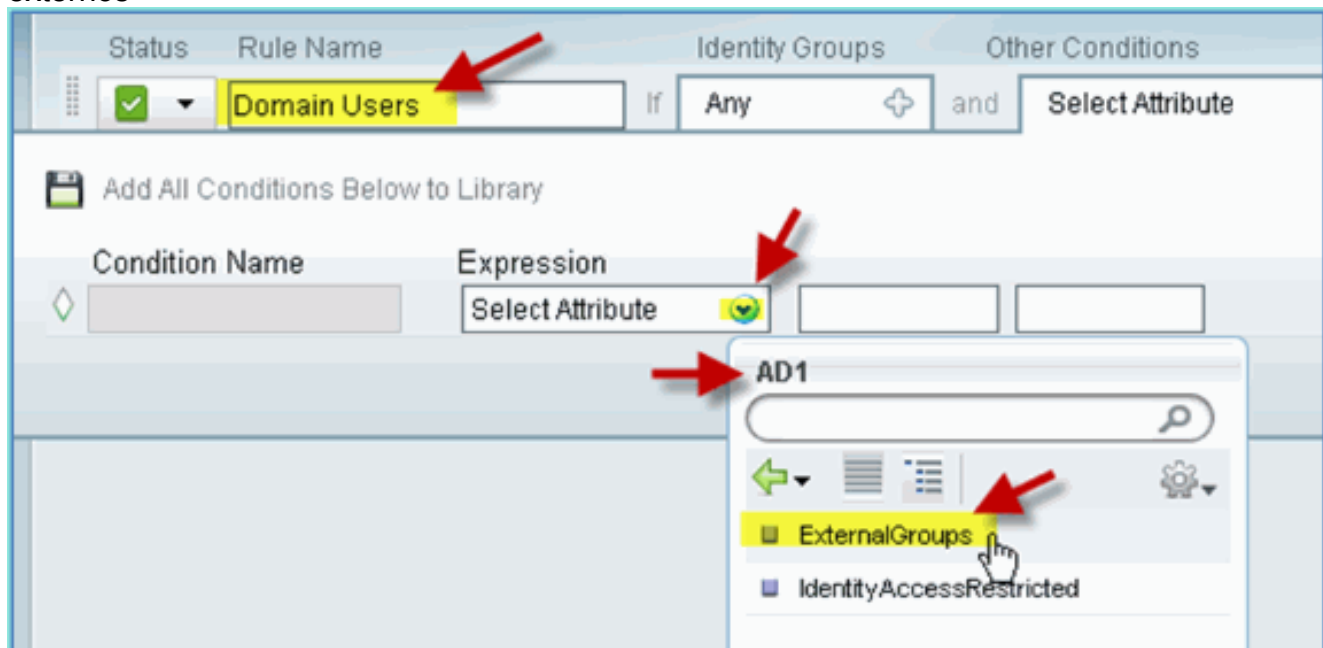 Status Rule Name Identity Groups Other Conditions
Domain Users If Any and Select Attribute
Add All Conditions Below to Library
Condition Name Expression
Select Attribute
AD1
ExternalGroups
IdentityAccessRestricted